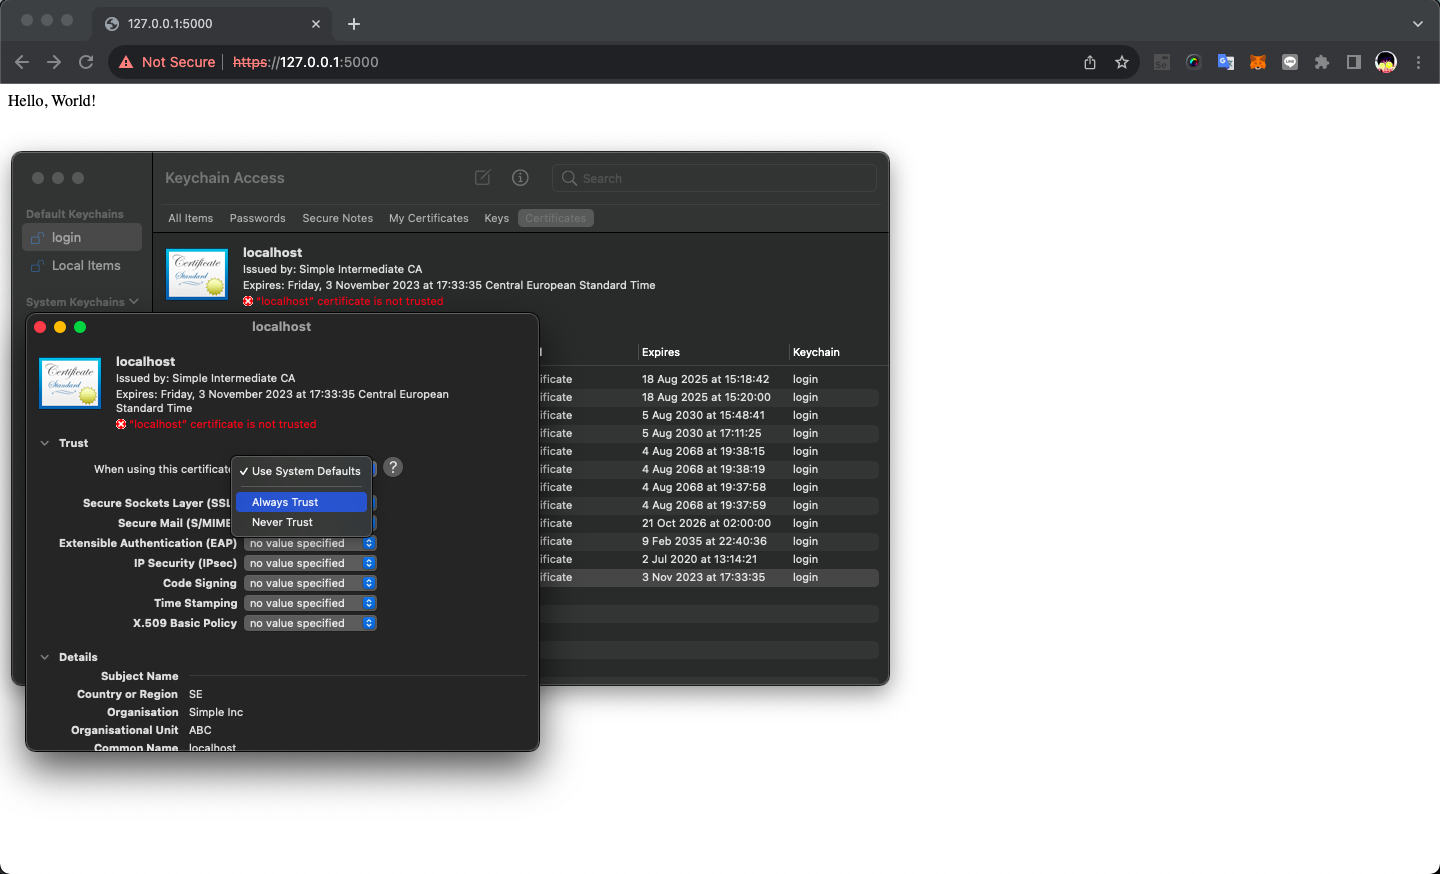 127.0.0.1:5000
Not Secure https://127.0.0.1:5000
Hello, World!
Keychain Access
Search
Default Keychains
login
Local Items
System Keychains
All Items Passwords Secure Notes My Certificates Keys Certificates
Certificate
Standard
localhost
Issued by: Simple Intermediate CA
Expires: Friday, 3 November 2023 at 17:33:35 Central European Standard Time
"localhost" certificate is not trusted
Expires Keychain
ificate 18 Aug 2025 at 15:18:42 login
ificate 18 Aug 2025 at 15:20:00 login
ificate 5 Aug 2030 at 15:48:41 login
ificate 5 Aug 2030 at 17:11:25 login
ificate 4 Aug 2068 at 19:38:15 login
ificate 4 Aug 2068 at 19:38:19 login
ificate 4 Aug 2068 at 19:37:58 login
ificate 4 Aug 2068 at 19:37:59 login
ificate 21 Oct 2026 at 02:00:00 login
ificate 9 Feb 2035 at 22:40:36 login
ificate 2 Jul 2020 at 13:14:21 login
ificate 3 Nov 2023 at 17:33:35 login
localhost
Certificate
Standard
localhost
Issued by: Simple Intermediate CA
Expires: Friday, 3 November 2023 at 17:33:35 Central European
Standard Time
"localhost" certificate is not trusted
Trust
When using this certificate
✓ Use System Defaults
?
Always Trust
Never Trust
Secure Sockets Layer (SSL
Secure Mail (S/MIME
Extensible Authentication (EAP) no value specified
IP Security (IPsec) no value specified
Code Signing no value specified
Time Stamping no value specified
X.509 Basic Policy no value specified
Details
Subject Name
Country or Region SE
Organisation Simple Inc
Organisational Unit ABC
Common Name localhost